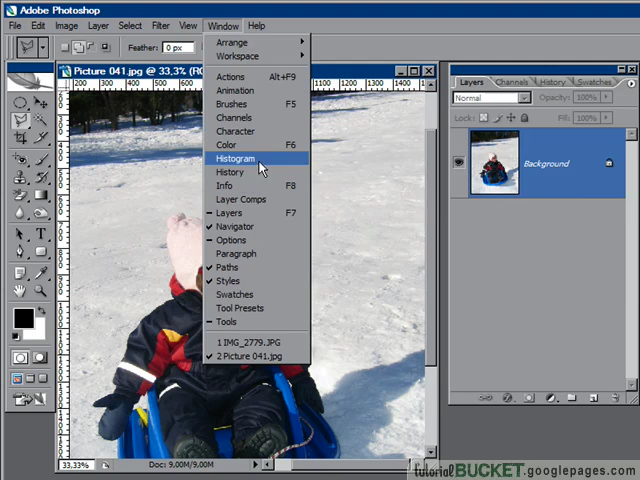 Adobe Photoshop
File Edit Image Layer Select Filter View Window Help
Feather: 0 px
Arrange
Workspace
Actions Alt+F9
Animation
Brushes F5
Channels
Character
Color F6
Histogram
History
Info F8
Layer Comps
Layers F7
Navigator
Options
Paragraph
Paths
Styles
Swatches
Tool Presets
Tools
1 IMG_2779.JPG
2 Picture 041.jpg
Picture 041.jpg @ 33,3% (R
Layers Channels History Swatches
Normal Opacity: 100%
Lock: Fill: 100%
Background
33,33% Doc: 9,00M/9,00M
tutorialBUCKET.googlepages.com